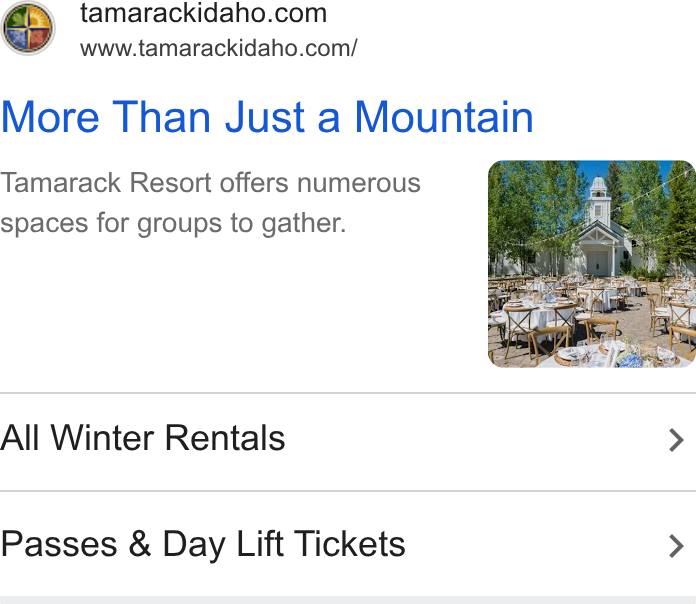 tamarackidaho.com
www.tamarackidaho.com/
More Than Just a Mountain
Tamarack Resort offers numerous
spaces for groups to gather.
All Winter Rentals
Passes & Day Lift Tickets